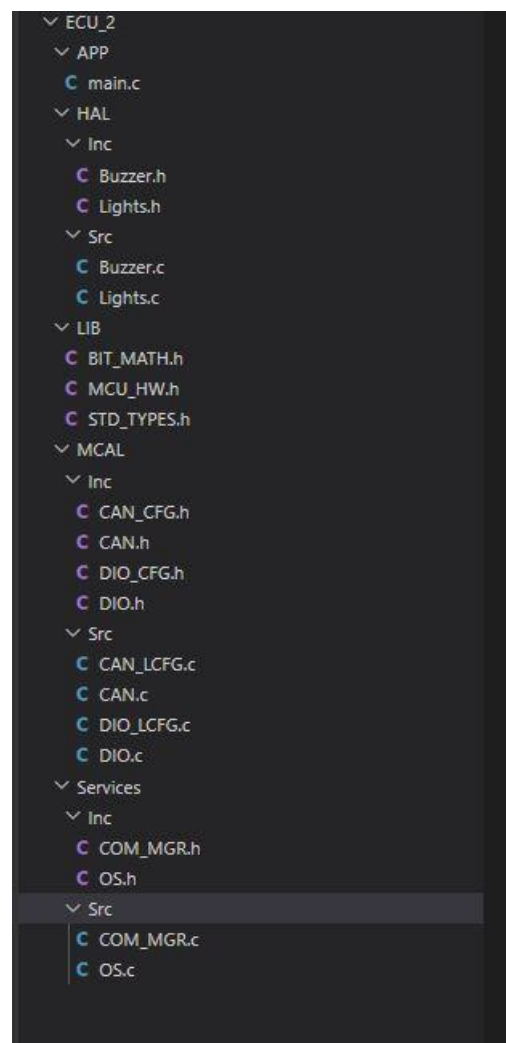 ECU_2
APP
C main.c
HAL
Inc
C Buzzer.h
C Lights.h
Src
C Buzzer.c
C Lights.c
LIB
C BIT_MATH.h
C MCU_HW.h
C STD_TYPES.h
MCAL
Inc
C CAN_CFG.h
C CAN.h
C DIO_CFG.h
C DIO.h
Src
C CAN_LCFG.c
C CAN.c
C DIO_LCFG.c
C DIO.c
Services
Inc
C COM_MGR.h
C OS.h
Src
C COM_MGR.c
C OS.c